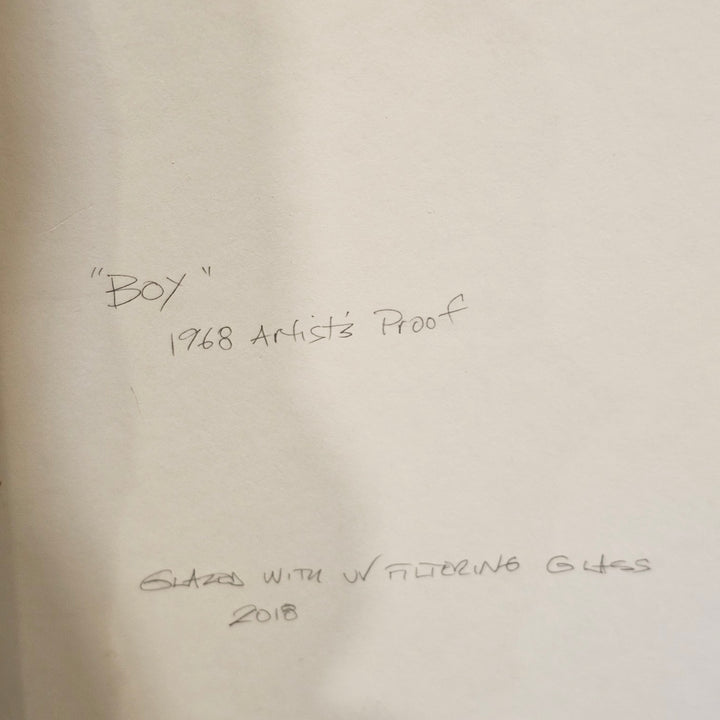 "BOY"
1968 Artist's Proof
GLAZED WITH UV FILTERING GLASS
2018